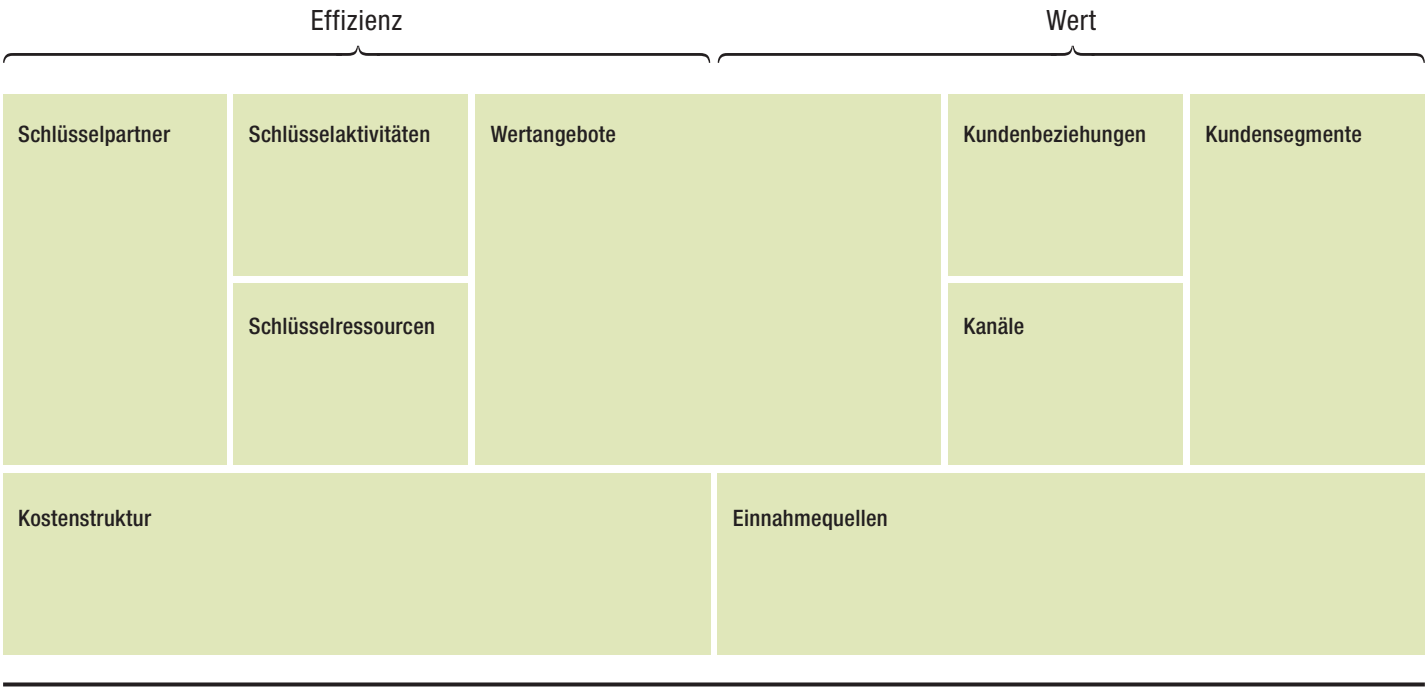 Effizienz
Wert
Schlüsselpartner
Schlüsselaktivitäten
Wertangebote
Kundenbeziehungen
Kundensegmente
Schlüsselressourcen
Kanäle
Kostenstruktur
Einnahmequellen